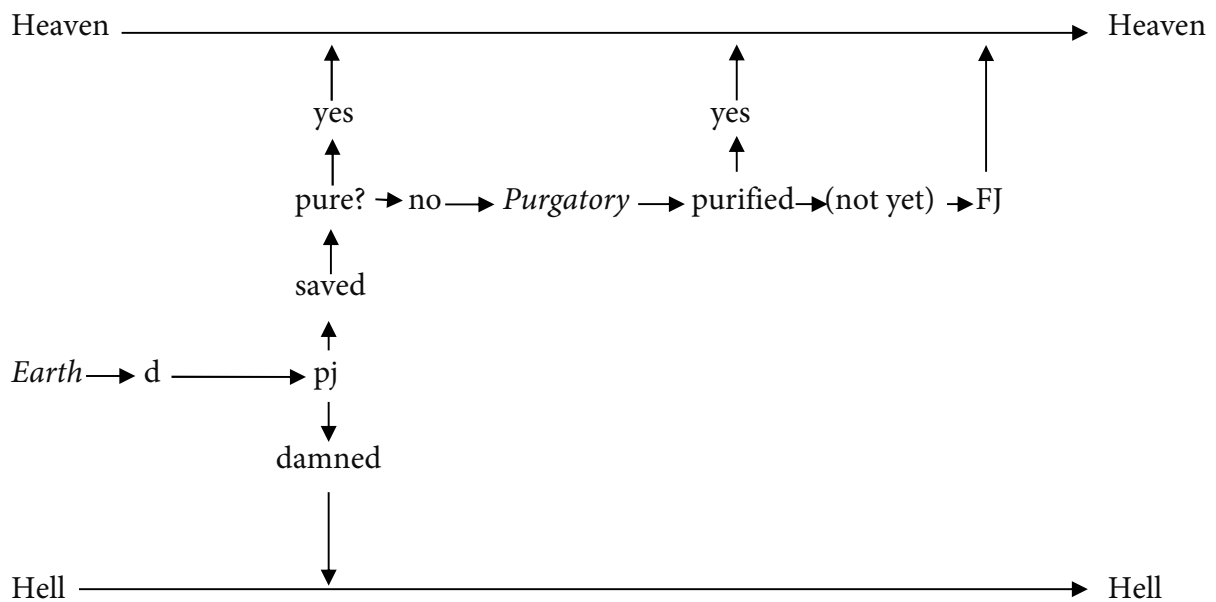 Heaven Heaven
yes yes
pure? no Purgatory purified (not yet) FJ
saved
Earth d pj
damned
Hell Hell